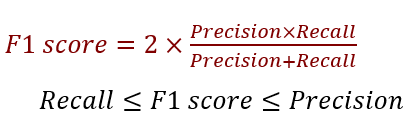 F1 score = 2 × Precision×Recall / Precision+Recall
Recall ≤ F1 score ≤ Precision